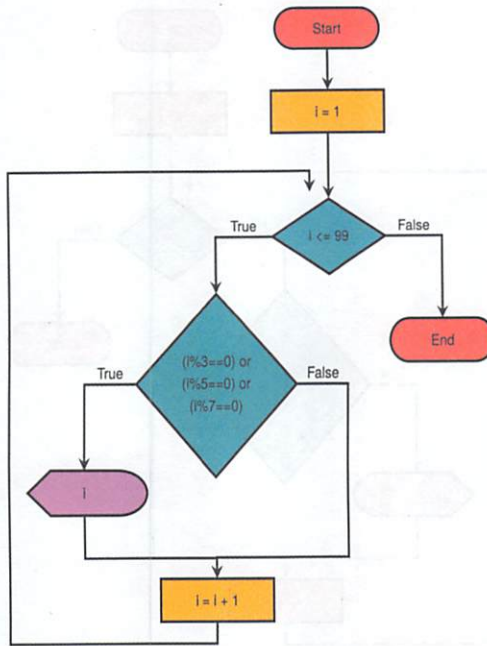 Start
i = 1
True
i <= 99
False
End
True
(i%3==0) or
(i%5==0) or
(i%7==0)
False
i
i = i + 1